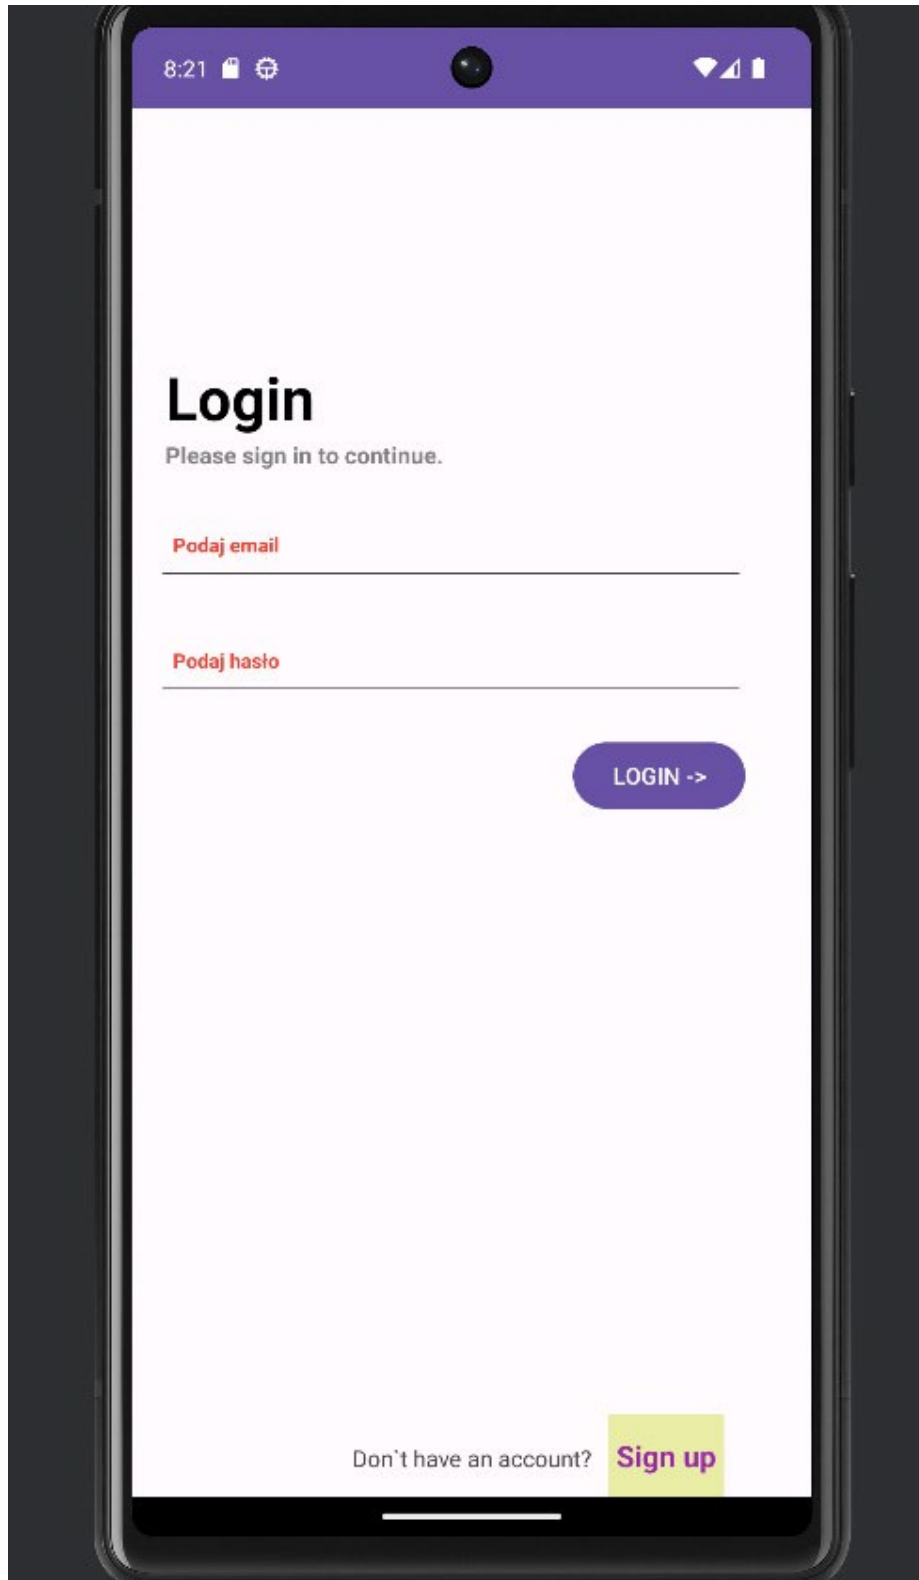 8:21
Login
Please sign in to continue.
Podaj email
Podaj hasło
LOGIN ->
Don`t have an account? Sign up